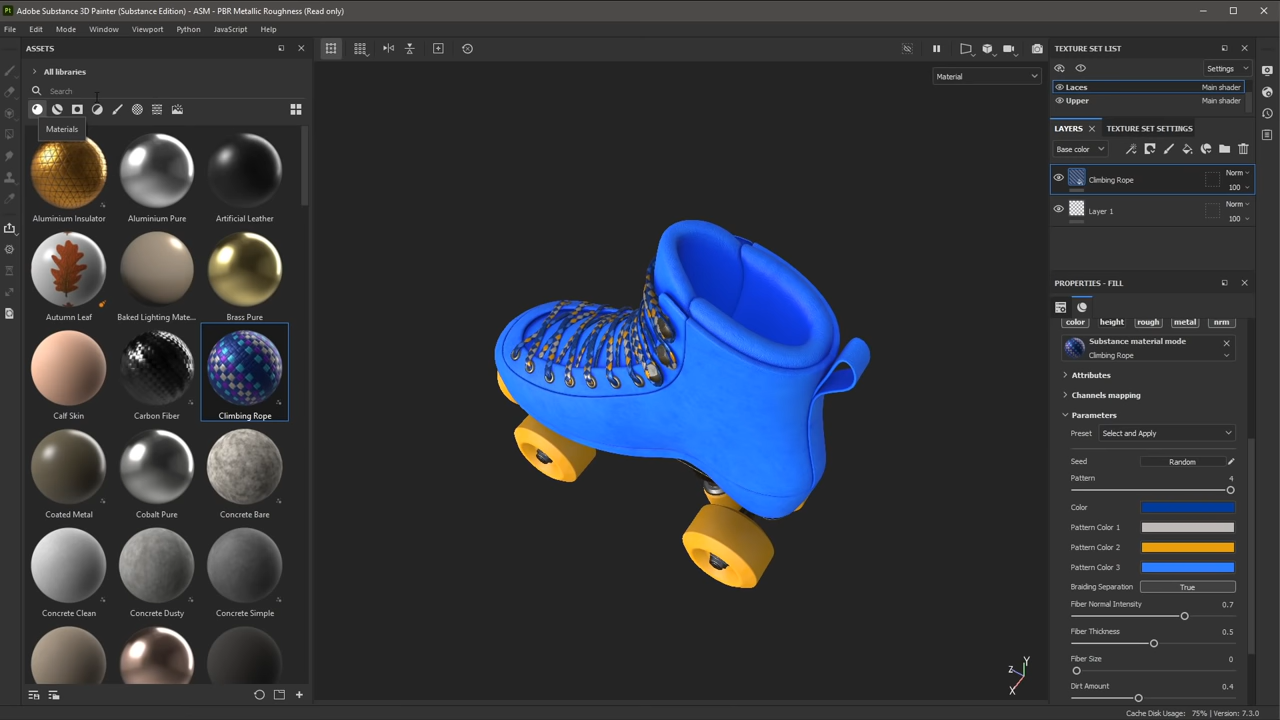 Pt Adobe Substance 3D Painter (Substance Edition) - ASM - PBR Metallic Roughness (Read only)
File Edit Mode Window Viewport Python JavaScript Help
ASSETS
All libraries
Search
Materials
Aluminium Insulator Aluminium Pure Artificial Leather
Autumn Leaf Baked Lighting Mate... Brass Pure
Calf Skin Carbon Fiber Climbing Rope
Coated Metal Cobalt Pure Concrete Bare
Concrete Clean Concrete Dusty Concrete Simple
Material
Y
Z
X
TEXTURE SET LIST
Settings
Laces Main shader
Upper Main shader
LAYERS TEXTURE SET SETTINGS
Base color
Climbing Rope Norm
100
Layer 1 Norm
100
PROPERTIES - FILL
color height rough metal nrm
Substance material mode
Climbing Rope
Attributes
Channels mapping
Parameters
Preset Select and Apply
Seed Random
Pattern 4
Color
Pattern Color 1
Pattern Color 2
Pattern Color 3
Braiding Separation True
Fiber Normal Intensity 0.7
Fiber Thickness 0.5
Fiber Size 0
Dirt Amount 0.4
Cache Disk Usage: 75% | Version: 7.3.0